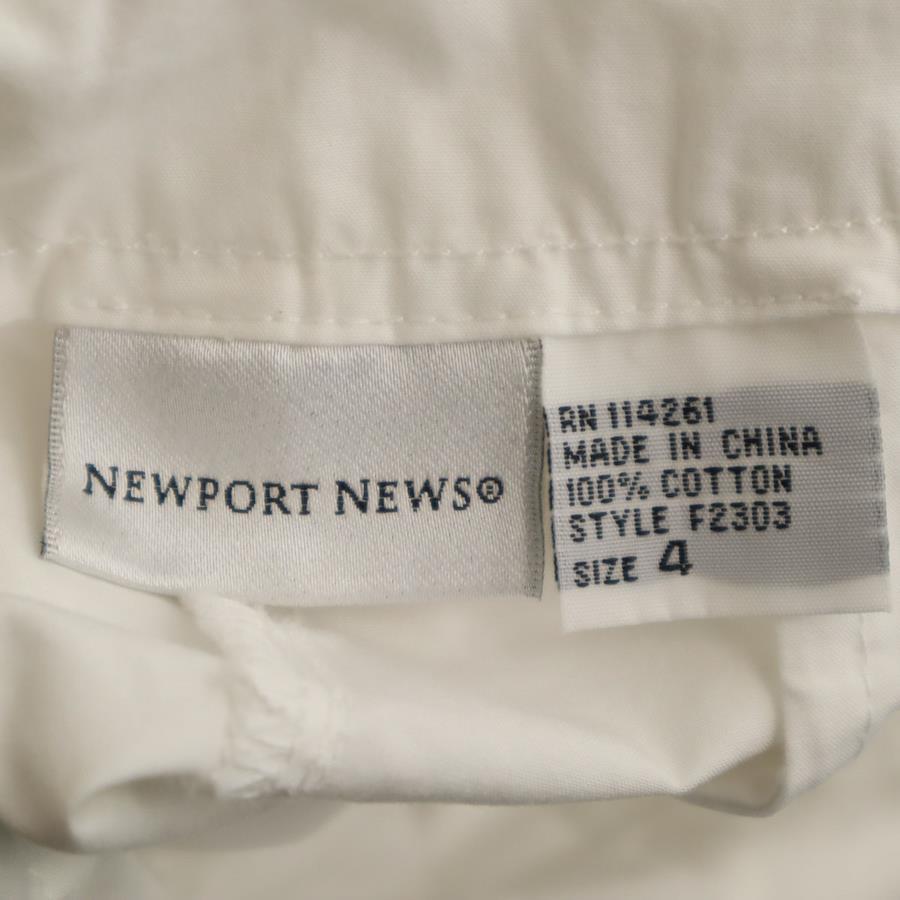 NEWPORT NEWS®
RN 114261
MADE IN CHINA
100% COTTON
STYLE F2303
SIZE 4